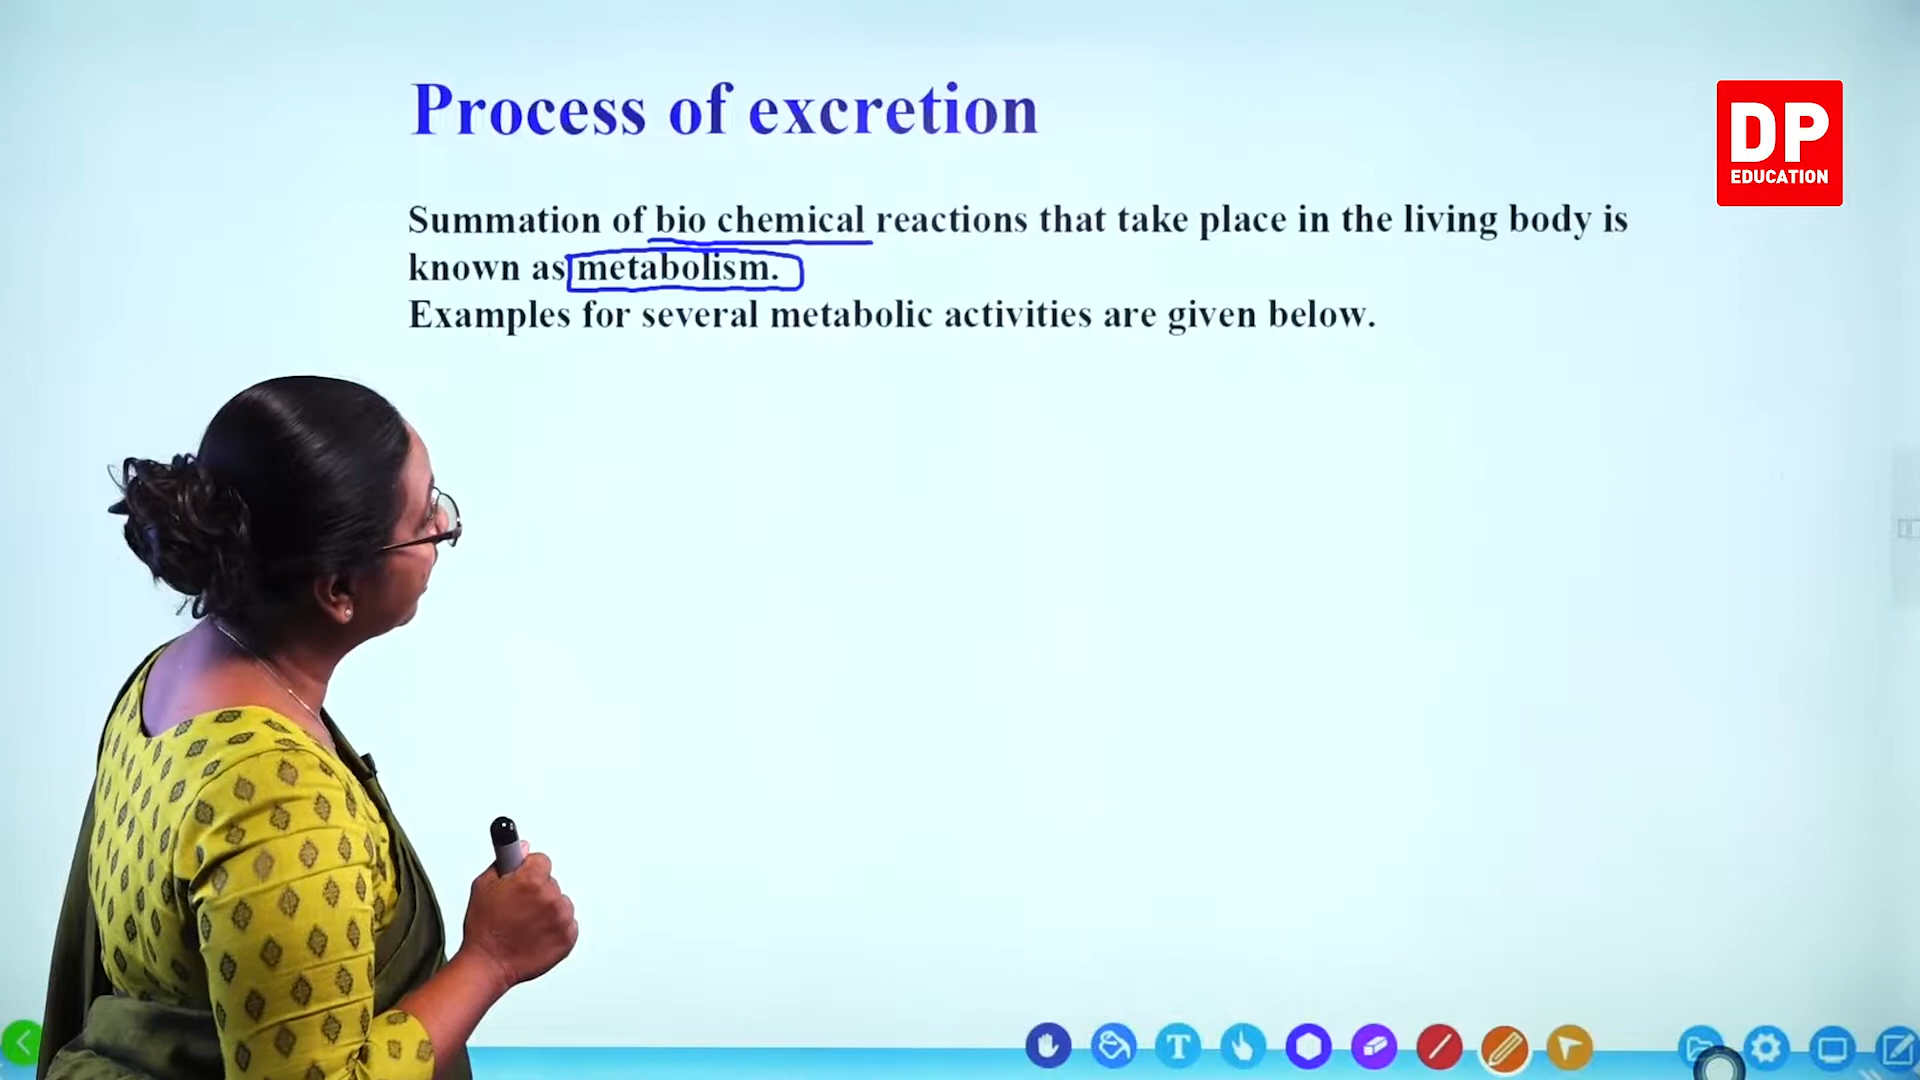 Process of excretion
DP
EDUCATION
Summation of bio chemical reactions that take place in the living body is
known as metabolism.
Examples for several metabolic activities are given below.
T